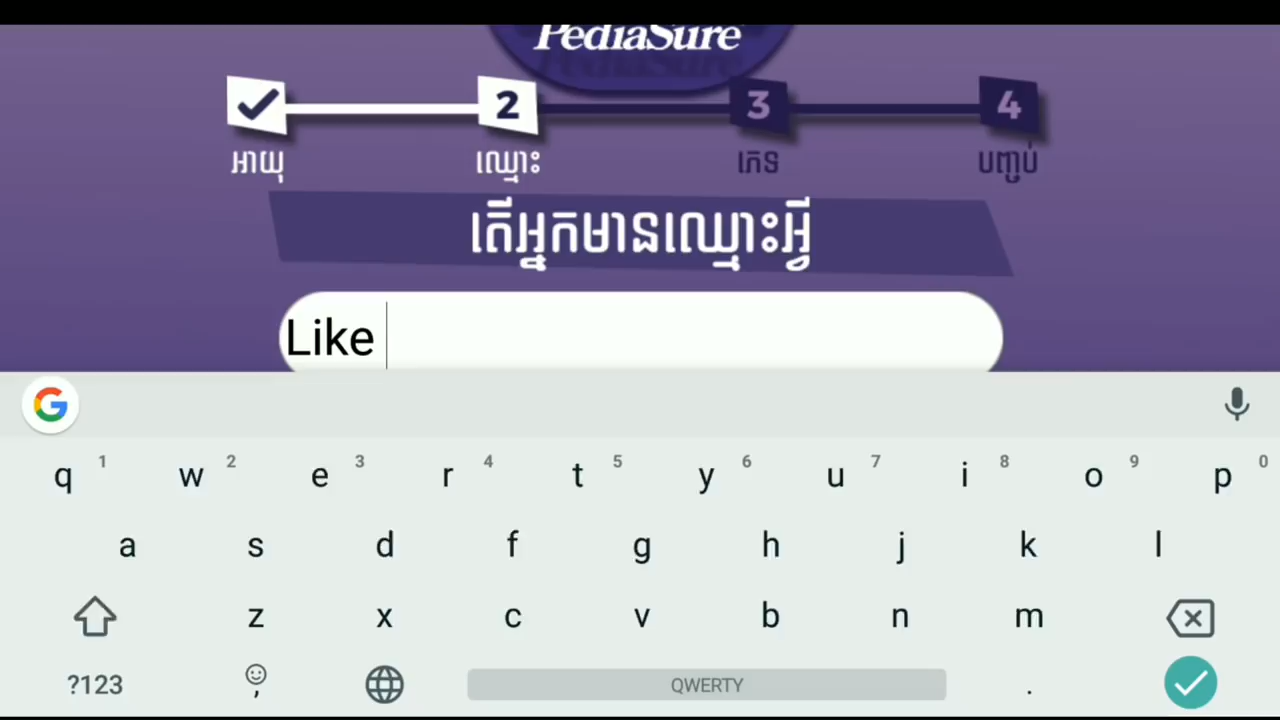 PediaSure
2 3 4
អាយុ ឈ្មោះ ភេទ បញ្ចប់
តើអ្នកមានឈ្មោះអ្វី
Like
G
q 1 w 2 e 3 r 4 t 5 y 6 u 7 i 8 o 9 p 0
a s d f g h j k l
z x c v b n m
?123 , QWERTY .